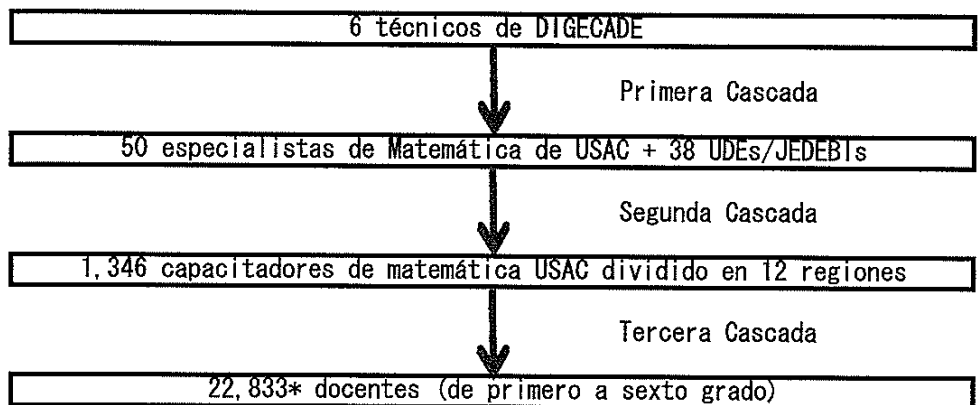 6 técnicos de DIGECADE
Primera Cascada
50 especialistas de Matemática de USAC + 38 UDEs/JEDEBIs
Segunda Cascada
1,346 capacitadores de matemática USAC dividido en 12 regiones
Tercera Cascada
22,833* docentes (de primero a sexto grado)